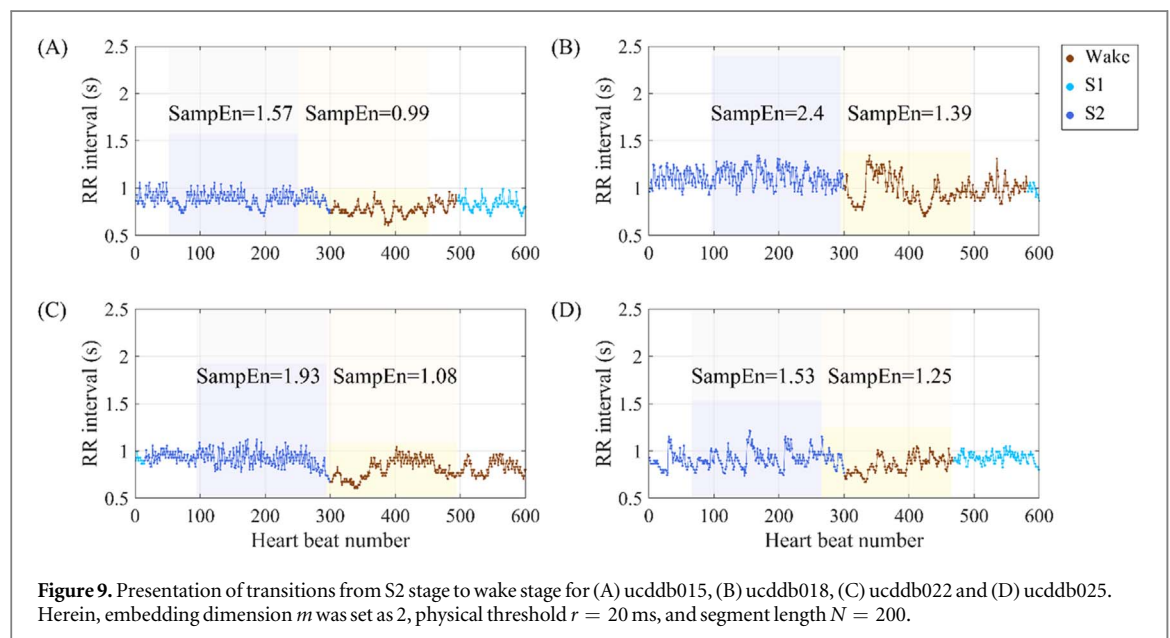 (A)
2.5
2
1.5
1
0.5
RR interval (s)
SampEn=1.57 SampEn=0.99
0 100 200 300 400 500 600
(B)
2.5
2
1.5
1
0.5
RR interval (s)
SampEn=2.4 SampEn=1.39
0 100 200 300 400 500 600
Wake
S1
S2
(C)
2.5
2
1.5
1
0.5
RR interval (s)
SampEn=1.93 SampEn=1.08
0 100 200 300 400 500 600
Heart beat number
(D)
2.5
2
1.5
1
0.5
RR interval (s)
SampEn=1.53 SampEn=1.25
0 100 200 300 400 500 600
Heart beat number
Figure 9. Presentation of transitions from S2 stage to wake stage for (A) ucddb015, (B) ucddb018, (C) ucddb022 and (D) ucddb025.
Herein, embedding dimension m was set as 2, physical threshold r = 20 ms, and segment length N = 200.